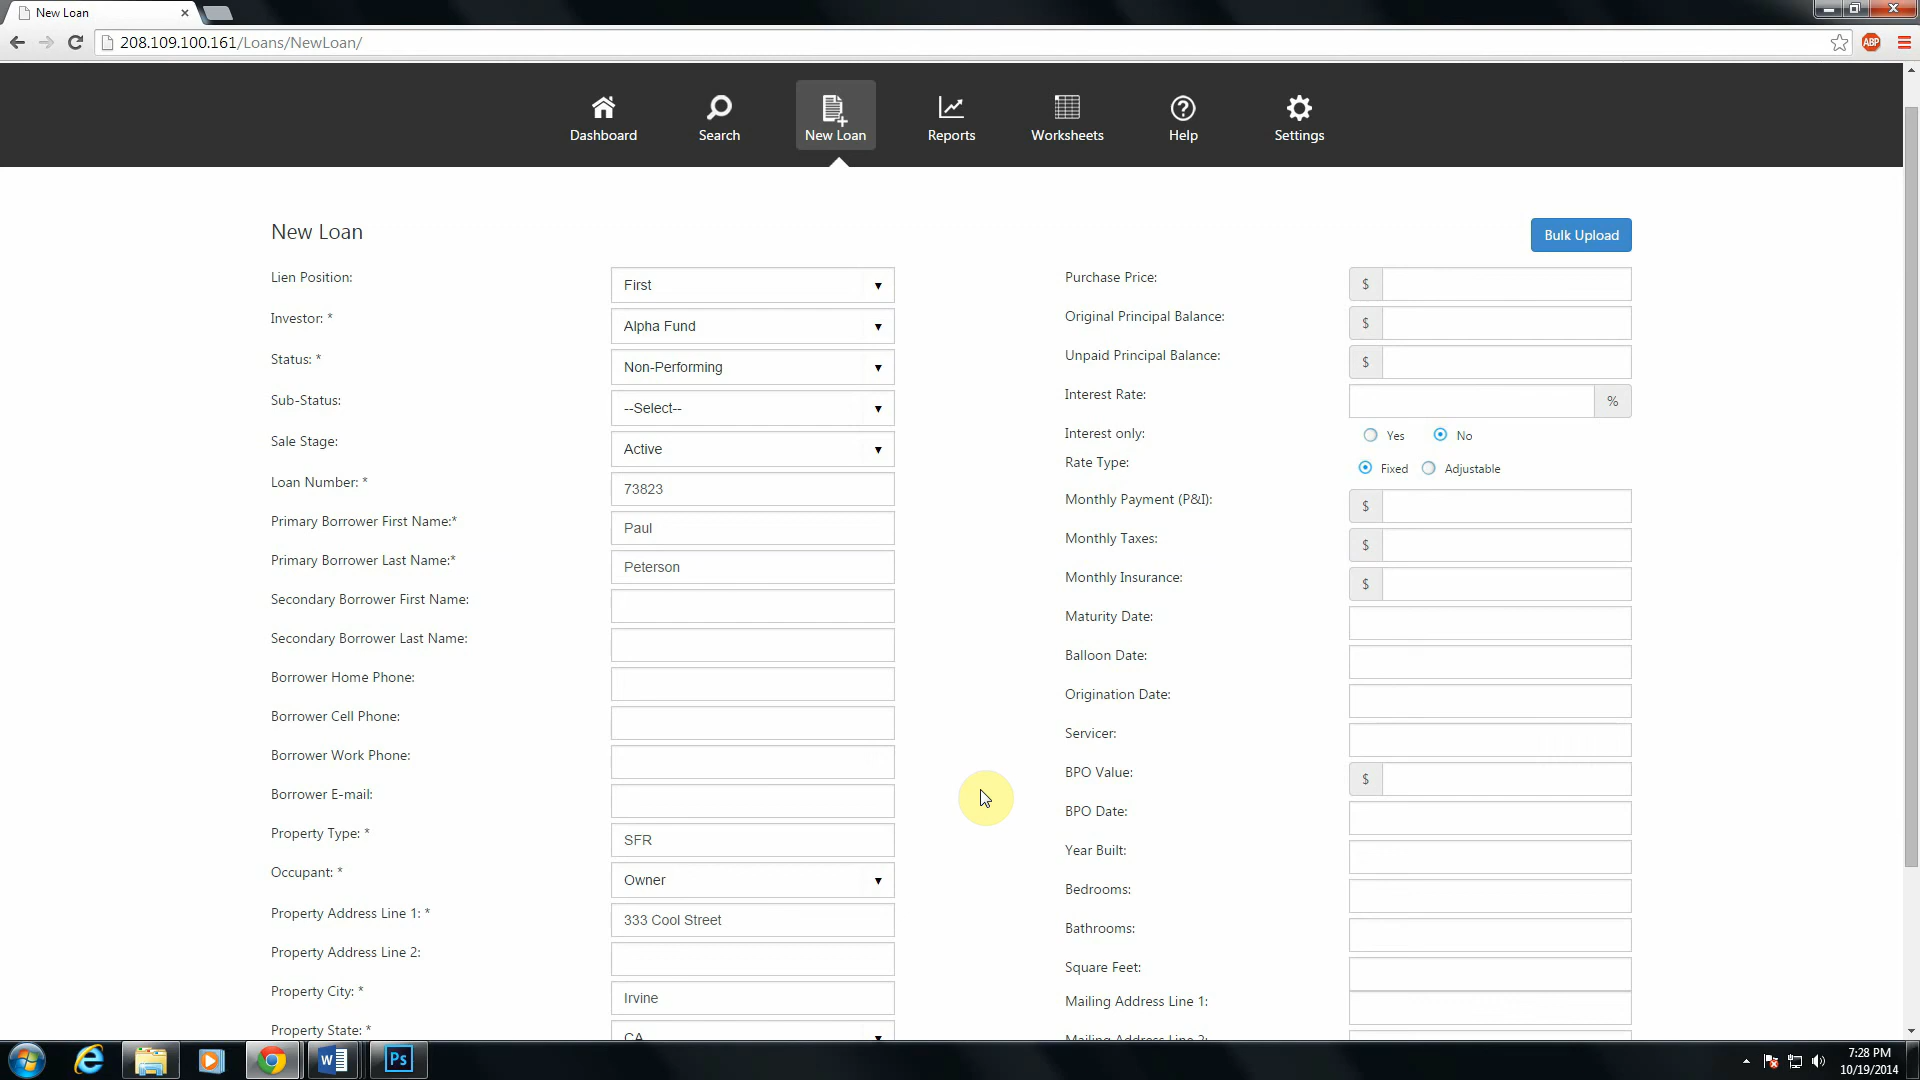 New Loan
208.109.100.161/Loans/NewLoan/
ABP
Dashboard
Search
New Loan
Reports
Worksheets
Help
Settings
New Loan
Bulk Upload
Lien Position:
First
Investor: *
Alpha Fund
Status: *
Non-Performing
Sub-Status:
--Select--
Sale Stage:
Active
Loan Number: *
73823
Primary Borrower First Name:*
Paul
Primary Borrower Last Name:*
Peterson
Secondary Borrower First Name:
Secondary Borrower Last Name:
Borrower Home Phone:
Borrower Cell Phone:
Borrower Work Phone:
Borrower E-mail:
Property Type: *
SFR
Occupant: *
Owner
Property Address Line 1: *
333 Cool Street
Property Address Line 2:
Property City: *
Irvine
Property State: *
CA
Purchase Price:
$
Original Principal Balance:
$
Unpaid Principal Balance:
$
Interest Rate:
%
Interest only:
Yes No
Rate Type:
Fixed Adjustable
Monthly Payment (P&I):
$
Monthly Taxes:
$
Monthly Insurance:
$
Maturity Date:
Balloon Date:
Origination Date:
Servicer:
BPO Value:
$
BPO Date:
Year Built:
Bedrooms:
Bathrooms:
Square Feet:
Mailing Address Line 1:
Mailing Address Line 2:
W
Ps
7:28 PM
10/19/2014